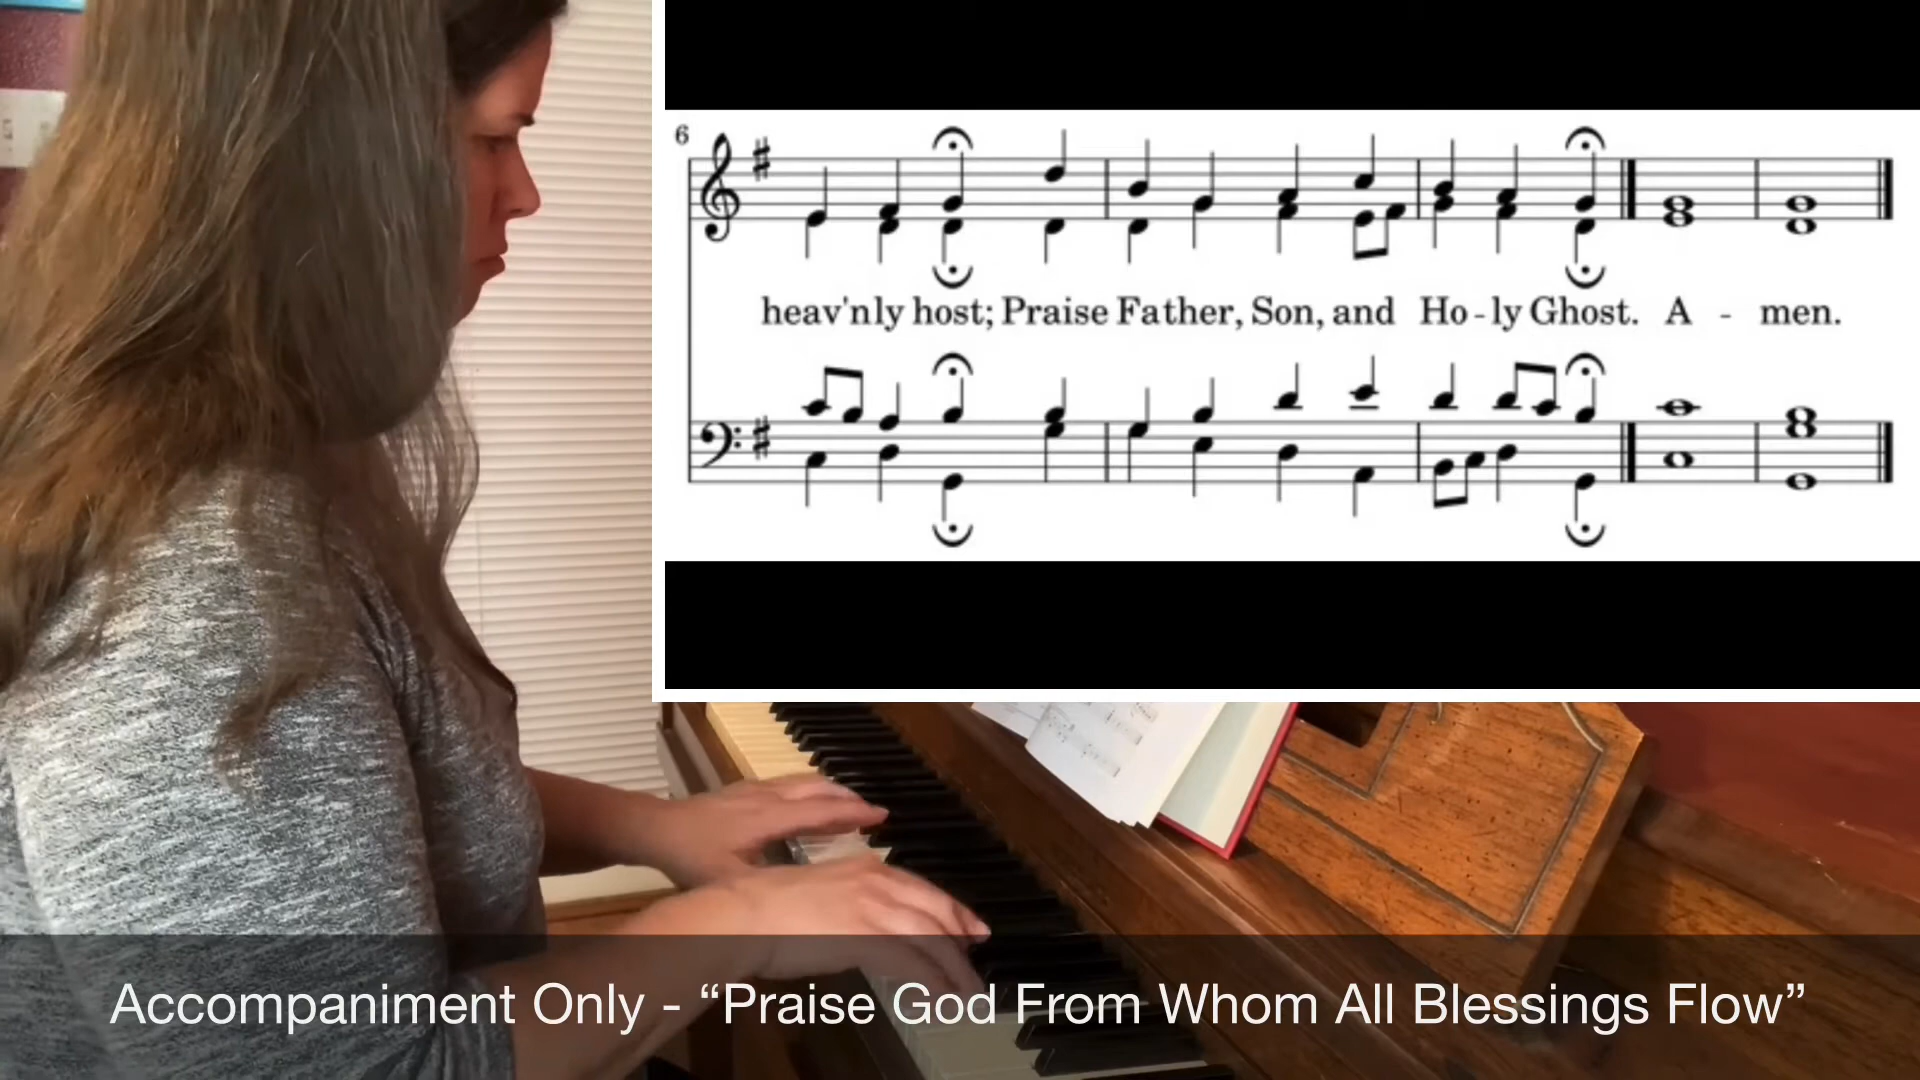 6
heav'nly host; Praise Father, Son, and Ho - ly Ghost. A - men.
Accompaniment Only - “Praise God From Whom All Blessings Flow”